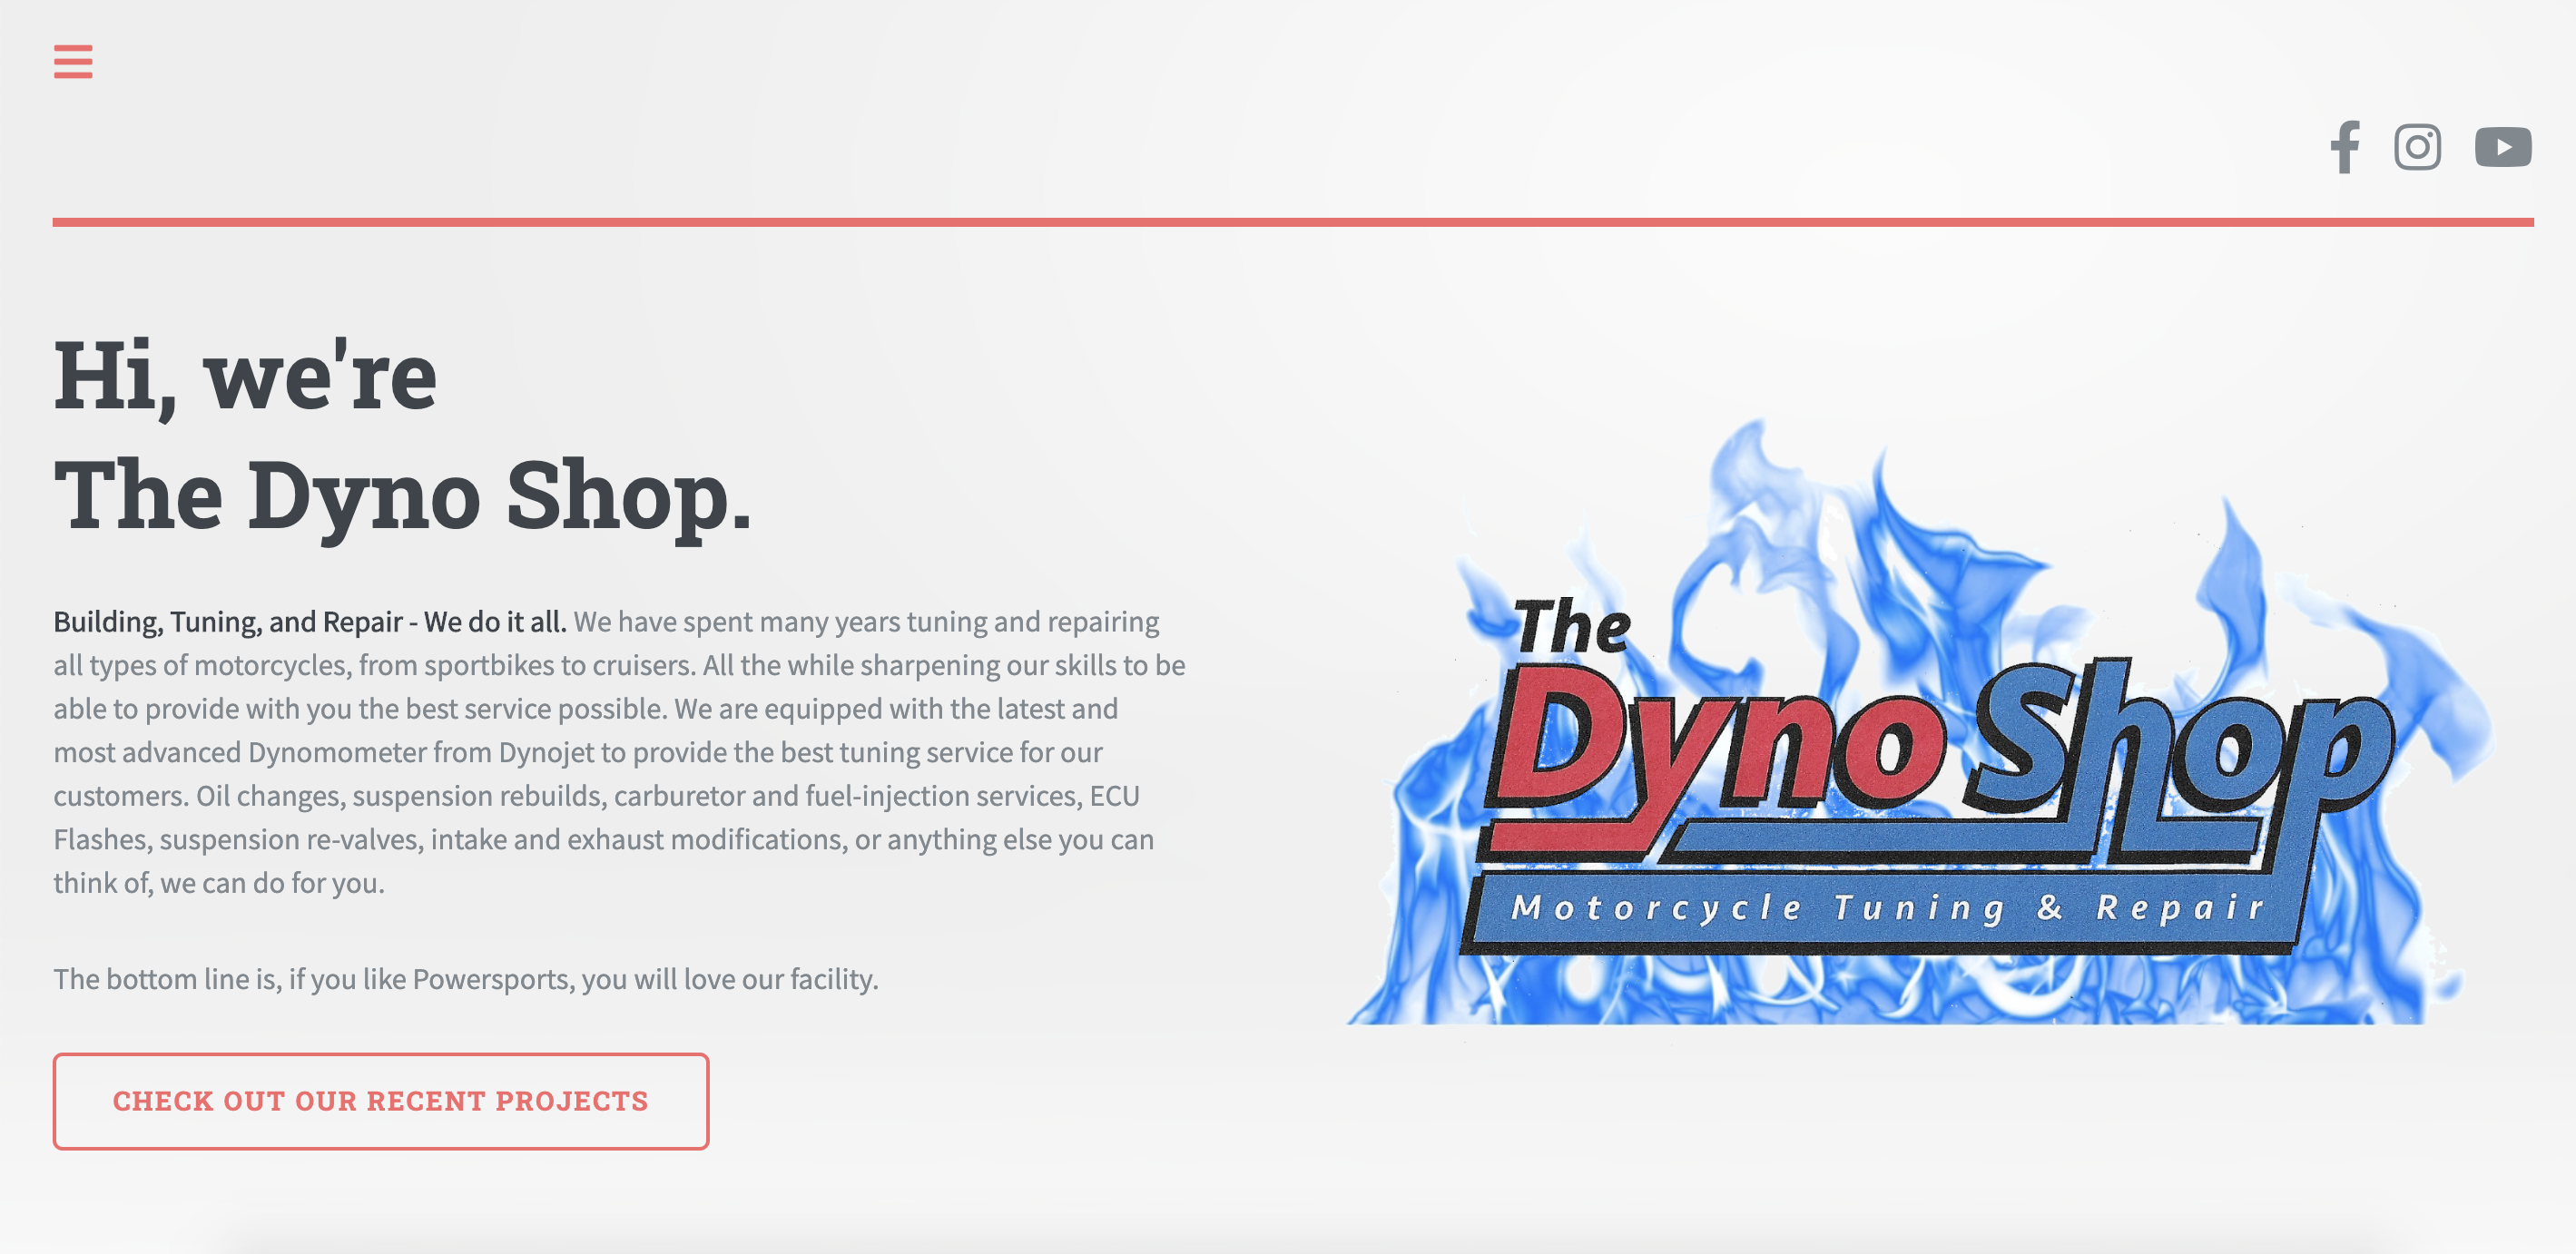 Hi, we're
The Dyno Shop.
Building, Tuning, and Repair - We do it all. We have spent many years tuning and repairing
all types of motorcycles, from sportbikes to cruisers. All the while sharpening our skills to be
able to provide with you the best service possible. We are equipped with the latest and
most advanced Dynomometer from Dynojet to provide the best tuning service for our
customers. Oil changes, suspension rebuilds, carburetor and fuel-injection services, ECU
Flashes, suspension re-valves, intake and exhaust modifications, or anything else you can
think of, we can do for you.
The bottom line is, if you like Powersports, you will love our facility.
CHECK OUT OUR RECENT PROJECTS
The
Dyno Shop
Motorcycle Tuning & Repair